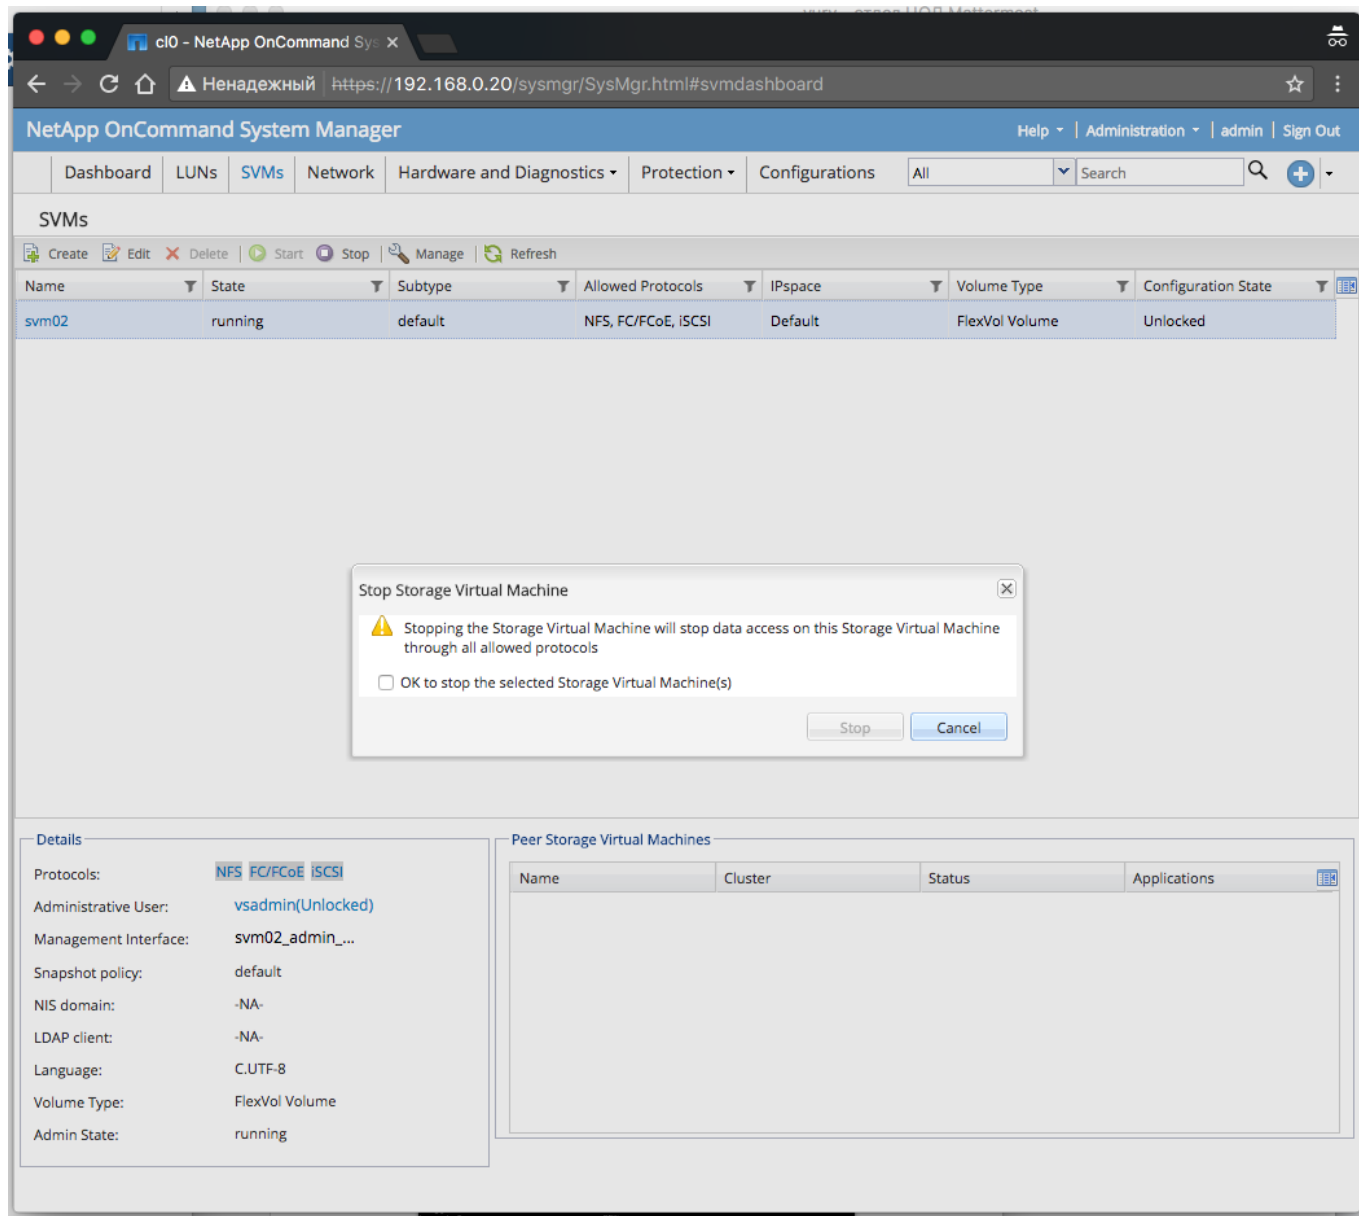 cl0 - NetApp OnCommand Sys
Ненадежный https://192.168.0.20/sysmgr/SysMgr.html#svmdashboard
NetApp OnCommand System Manager
Help | Administration | admin | Sign Out
Dashboard LUNs SVMs Network Hardware and Diagnostics Protection Configurations All Search
SVMs
Create Edit Delete Start Stop Manage Refresh
Name State Subtype Allowed Protocols IPspace Volume Type Configuration State
svm02 running default NFS, FC/FCoE, iSCSI Default FlexVol Volume Unlocked
Stop Storage Virtual Machine
Stopping the Storage Virtual Machine will stop data access on this Storage Virtual Machine
through all allowed protocols
OK to stop the selected Storage Virtual Machine(s)
Stop Cancel
Details
Protocols: NFS FC/FCoE iSCSI
Administrative User: vsadmin(Unlocked)
Management Interface: svm02_admin_...
Snapshot policy: default
NIS domain: -NA-
LDAP client: -NA-
Language: C.UTF-8
Volume Type: FlexVol Volume
Admin State: running
Peer Storage Virtual Machines
Name Cluster Status Applications